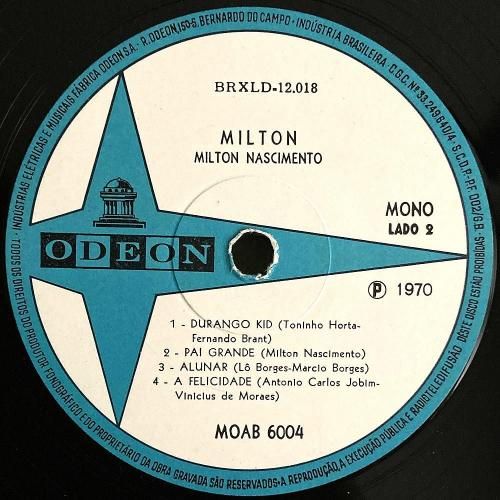 INDÚSTRIAS ELÉTRICAS E MUSICAIS FÁBRICA ODEON S.A. - R. ODEON, 150-S. BERNARDO DO CAMPO - INDÚSTRIA BRASILEIRA - C.G.C. Nº 33.249.640/4 - S.C.D.P.-P.F. 002/G.B.
BRXLD-12.018
MILTON
MILTON NASCIMENTO
MONO
LADO 2
ODEON
℗ 1970
1 - DURANGO KID (Toninho Horta-
Fernando Brant)
2 - PAI GRANDE (Milton Nascimento)
3 - ALUNAR (Lô Borges-Marcio Borges)
4 - A FELICIDADE (Antonio Carlos Jobim-
Vinicius de Moraes)
MOAB 6004
TODOS OS DIREITOS DO PRODUTOR FONOGRÁFICO E DO PROPRIETÁRIO DA OBRA GRAVADA SÃO RESERVADOS - A REPRODUÇÃO, A EXECUÇÃO PÚBLICA E RADIOTELEDIFUSÃO DESTE DISCO ESTÃO PROIBIDAS